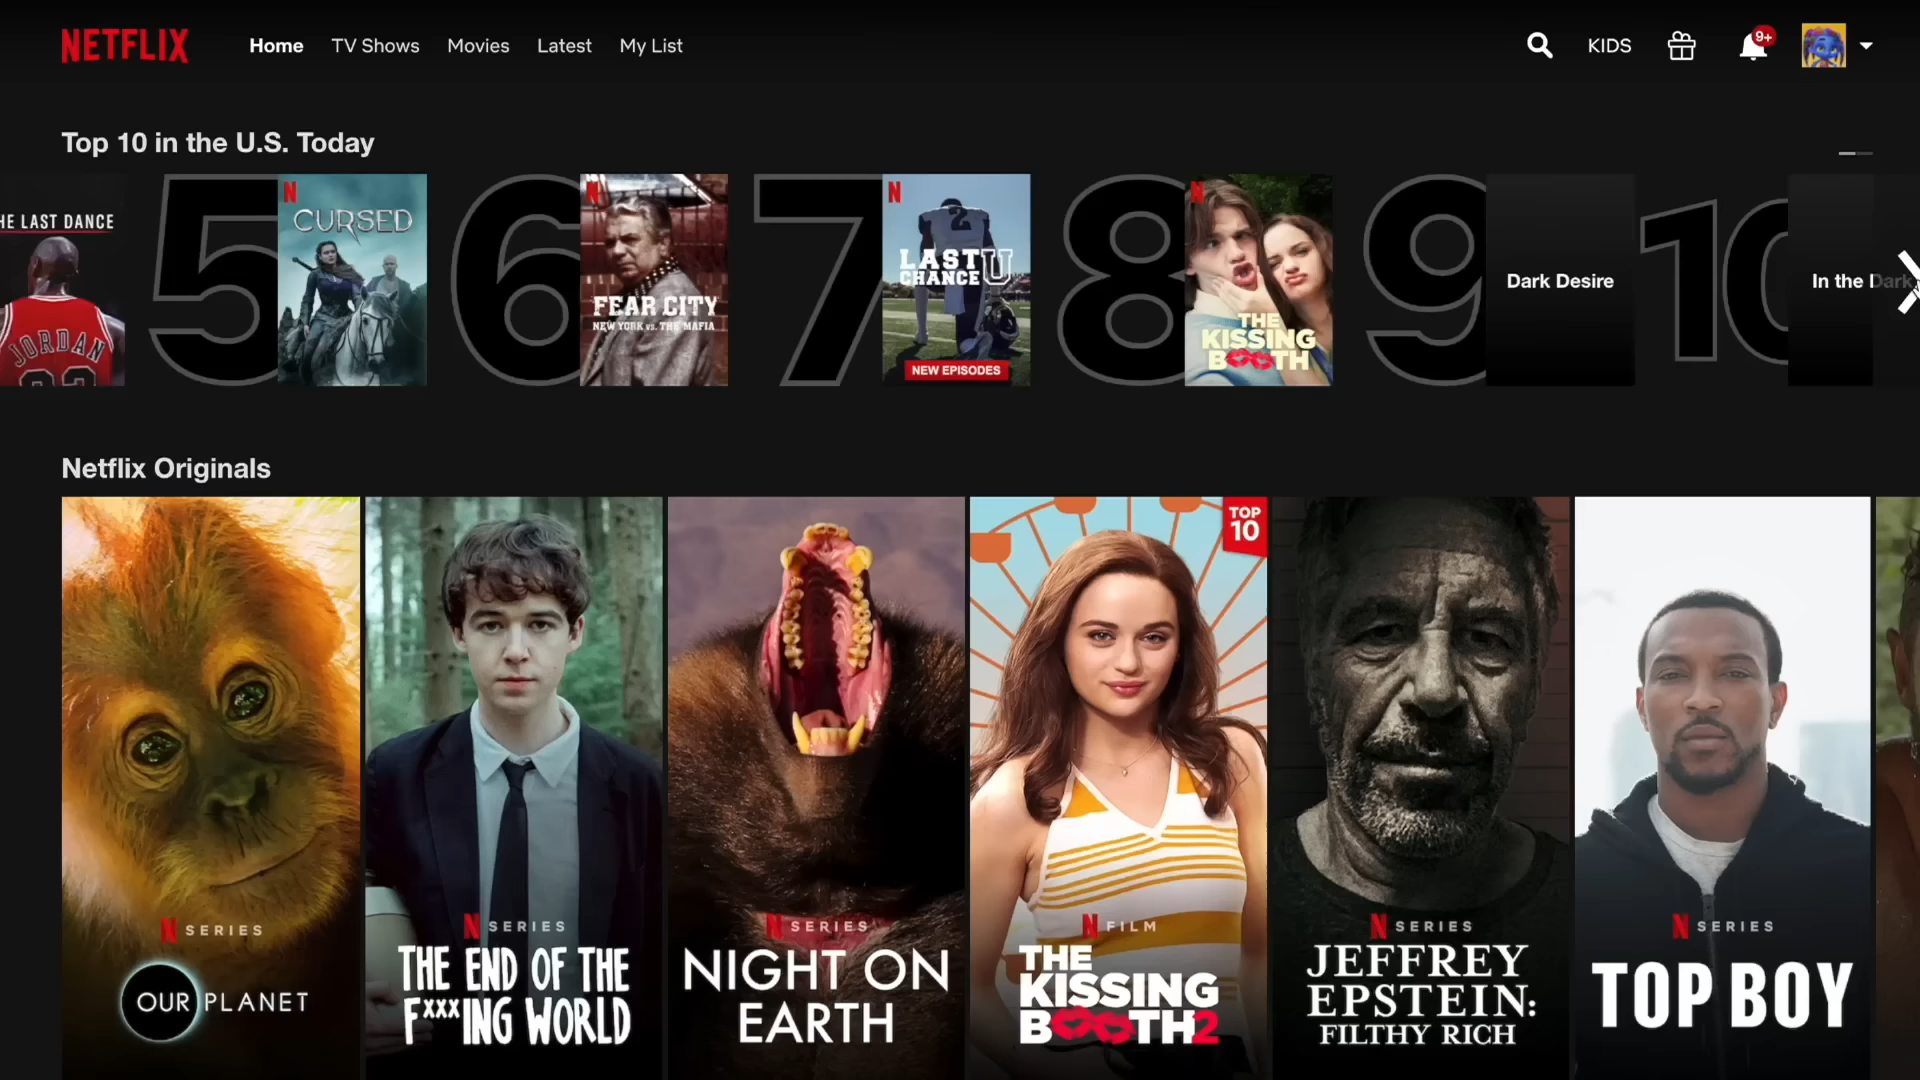 NETFLIX
Home TV Shows Movies Latest My List
KIDS
9+
Top 10 in the U.S. Today
THE LAST DANCE
JORDAN
5
CURSED
6
FEAR CITY
NEW YORK vs. THE MAFIA
7
2
LAST
CHANCE U
NEW EPISODES
8
THE
KISSING
BOOTH
9
Dark Desire
10
In the Dark
Netflix Originals
N SERIES
OUR PLANET
N SERIES
THE END OF THE
F***ING WORLD
N SERIES
NIGHT ON
EARTH
TOP
10
N FILM
THE
KISSING
BOOTH2
N SERIES
JEFFREY
EPSTEIN:
FILTHY RICH
N SERIES
TOP BOY